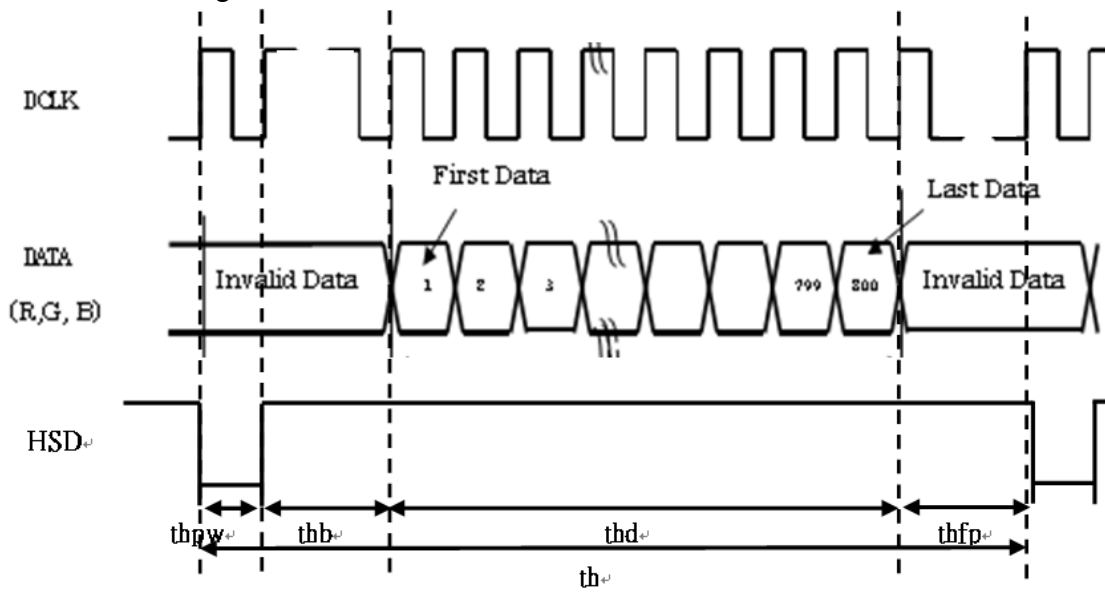 DCLK
First Data
Last Data
DATA
(R,G, B)
Invalid Data
1
2
3
799
800
Invalid Data
HSD
thpw
thb
thd
thfp
th